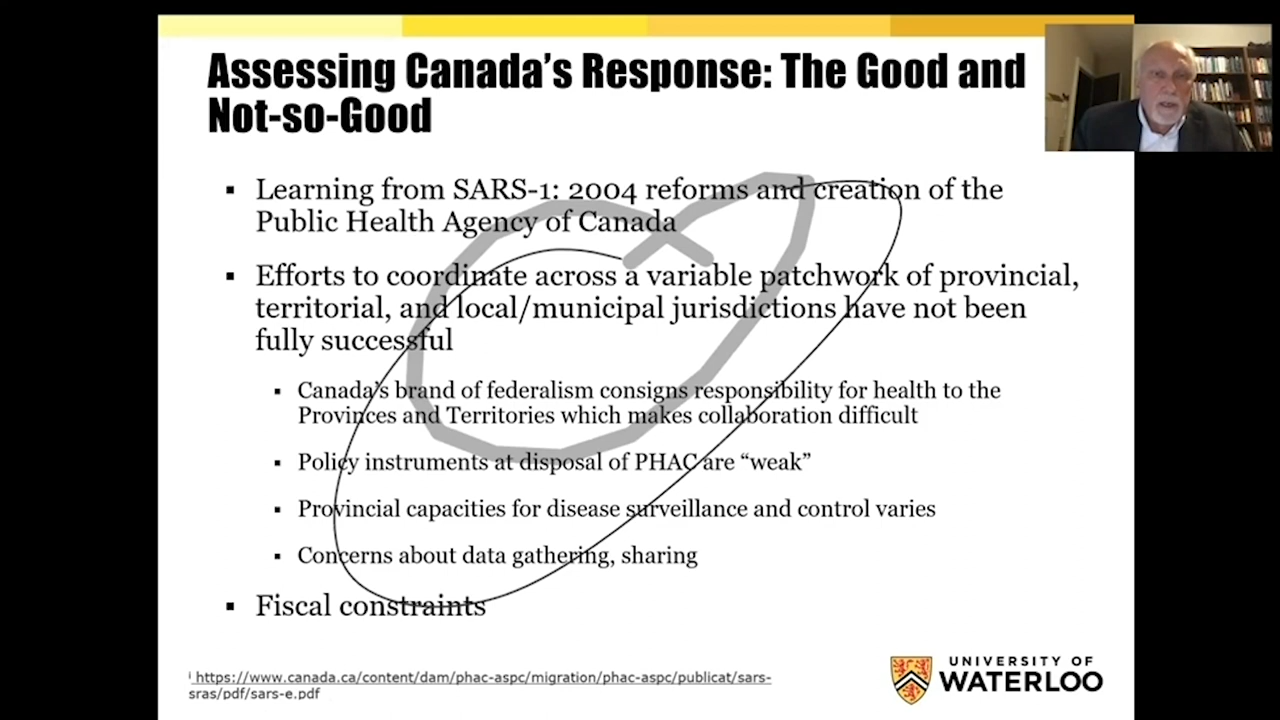 Assessing Canada's Response: The Good and
Not-so-Good
▪ Learning from SARS-1: 2004 reforms and creation of the
Public Health Agency of Canada
▪ Efforts to coordinate across a variable patchwork of provincial,
territorial, and local/municipal jurisdictions have not been
fully successful
▪ Canada's brand of federalism consigns responsibility for health to the
Provinces and Territories which makes collaboration difficult
▪ Policy instruments at disposal of PHAC are “weak”
▪ Provincial capacities for disease surveillance and control varies
▪ Concerns about data gathering, sharing
▪ Fiscal constraints
https://www.canada.ca/content/dam/phac-aspc/migration/phac-aspc/publicat/sars-
sras/pdf/sars-e.pdf
UNIVERSITY OF
WATERLOO